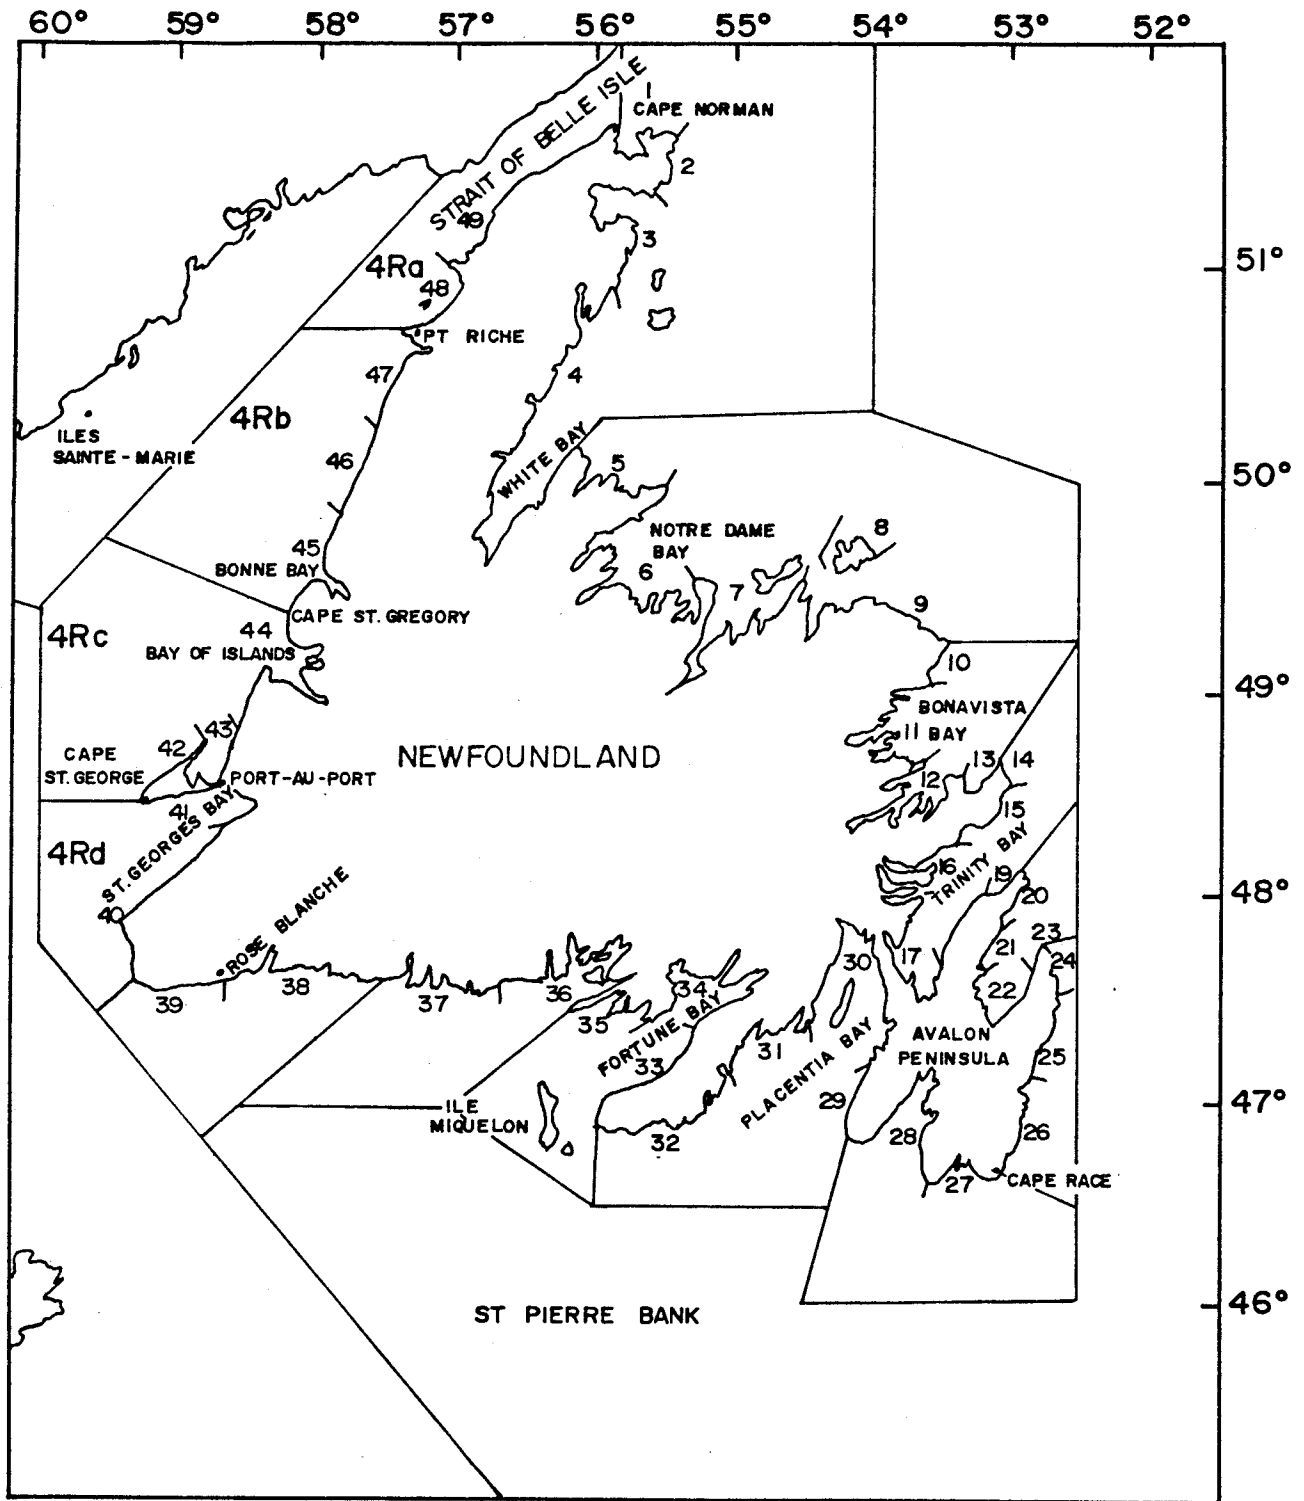 60° 59° 58° 57° 56° 55° 54° 53° 52°
1
CAPE NORMAN
STRAIT OF BELLE ISLE
2
49
3
51°
4Ra
48
PT RICHE
47
4
4Rb
ILES
SAINTE-MARIE
46
WHITE BAY
5
50°
NOTRE DAME
BAY
8
45
BONNE BAY
6
7
9
CAPE ST. GREGORY
4Rc
44
BAY OF ISLANDS
10
49°
BONAVISTA
BAY
11
43
42
CAPE
ST. GEORGE
NEWFOUNDLAND
13
14
PORT-AU-PORT
12
41
15
4Rd
ST. GEORGES BAY
TRINITY BAY
16
19
48°
20
40
ROSE BLANCHE
23
21
17
30
24
22
39
38
37
36
34
35
FORTUNE BAY
33
31
PLACENTIA BAY
AVALON
PENINSULA
25
29
47°
ILE
MIQUELON
32
28
26
27
CAPE RACE
46°
ST PIERRE BANK